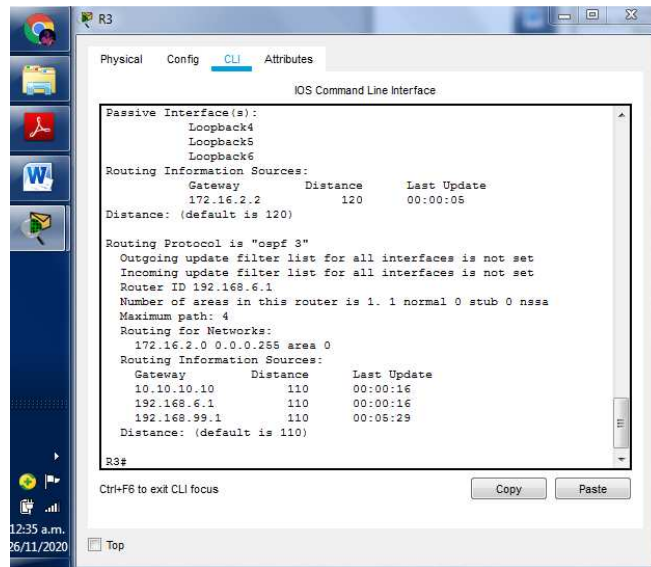 R3
Physical Config CLI Attributes
IOS Command Line Interface
Passive Interface(s):
Loopback4
Loopback5
Loopback6
Routing Information Sources:
Gateway Distance Last Update
172.16.2.2 120 00:00:05
Distance: (default is 120)
Routing Protocol is "ospf 3"
Outgoing update filter list for all interfaces is not set
Incoming update filter list for all interfaces is not set
Router ID 192.168.6.1
Number of areas in this router is 1. 1 normal 0 stub 0 nssa
Maximum path: 4
Routing for Networks:
172.16.2.0 0.0.0.255 area 0
Routing Information Sources:
Gateway Distance Last Update
10.10.10.10 110 00:00:16
192.168.6.1 110 00:00:16
192.168.99.1 110 00:05:29
Distance: (default is 110)
R3#
Ctrl+F6 to exit CLI focus
Copy Paste
Top
W
12:35 a.m.
26/11/2020